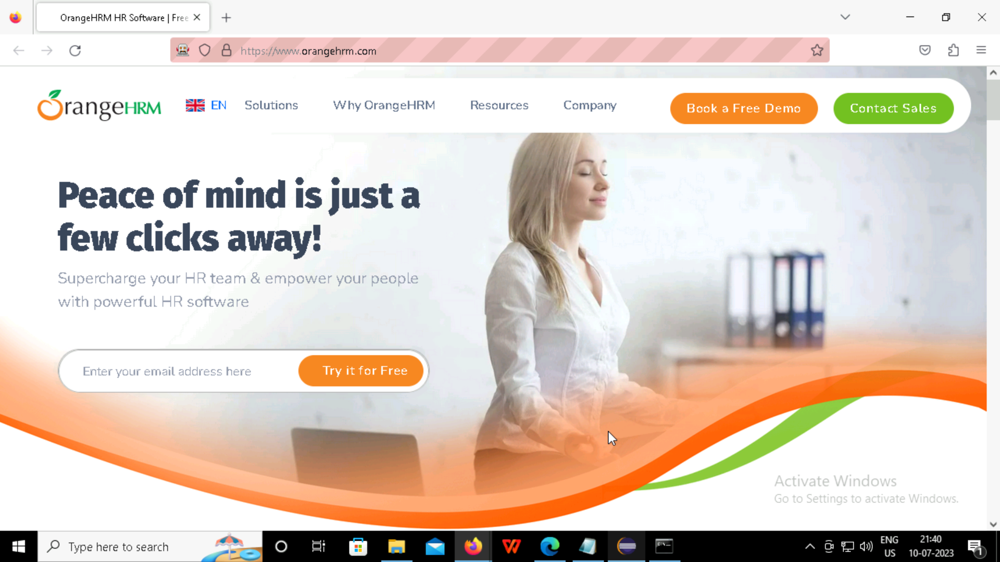 OrangeHRM HR Software | Free
https://www.orangehrm.com
OrangeHRM
EN
Solutions
Why OrangeHRM
Resources
Company
Book a Free Demo
Contact Sales
Peace of mind is just a
few clicks away!
Supercharge your HR team & empower your people
with powerful HR software
Enter your email address here
Try it for Free
Activate Windows
Go to Settings to activate Windows.
Type here to search
ENG
US
21:40
10-07-2023
1